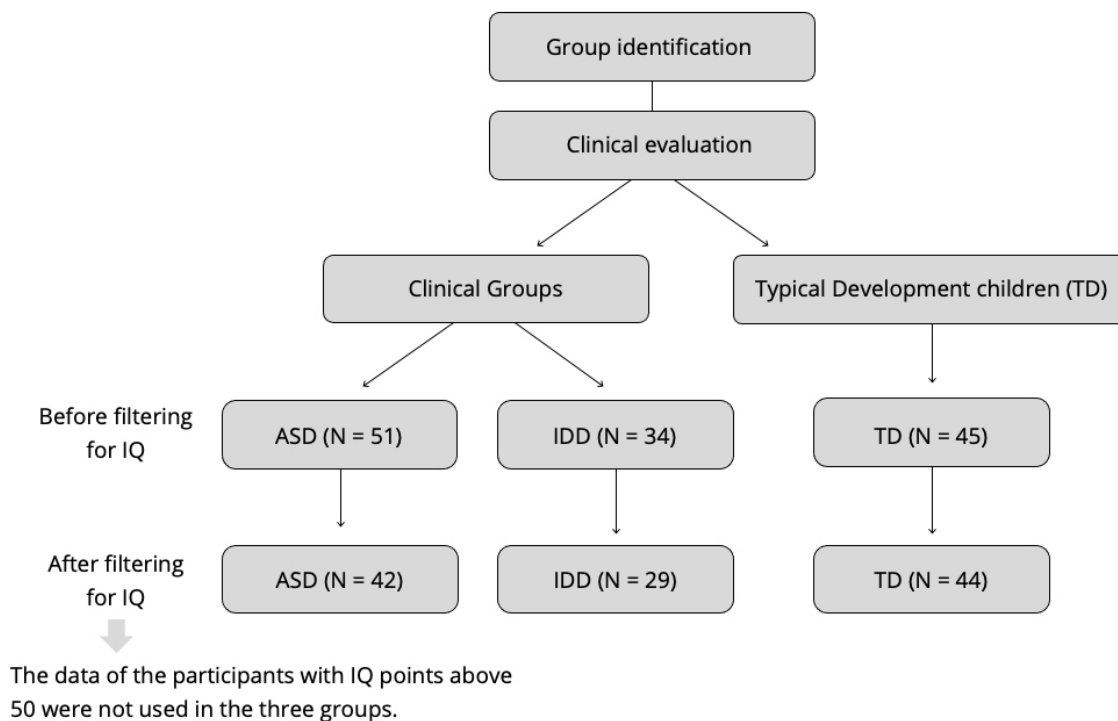 Group identification
Clinical evaluation
Clinical Groups
Typical Development children (TD)
Before filtering
for IQ
ASD (N = 51)
IDD (N = 34)
TD (N = 45)
After filtering
for IQ
ASD (N = 42)
IDD (N = 29)
TD (N = 44)
The data of the participants with IQ points above
50 were not used in the three groups.